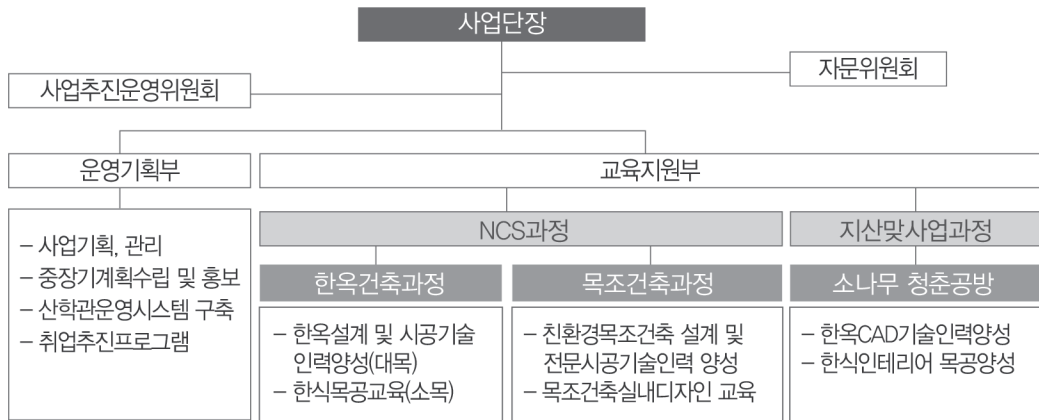 사업단장
자문위원회
사업추진운영위원회
운영기획부
교육지원부
– 사업기획, 관리
– 중장기계획수립 및 홍보
– 산학관운영시스템 구축
– 취업추진프로그램
NCS과정
지산맞사업과정
한옥건축과정
목조건축과정
소나무 청춘공방
– 한옥설계 및 시공기술
인력양성(대목)
– 한식목공교육(소목)
– 친환경목조건축 설계 및
전문시공기술인력 양성
– 목조건축실내디자인 교육
– 한옥CAD기술인력양성
– 한식인테리어 목공양성